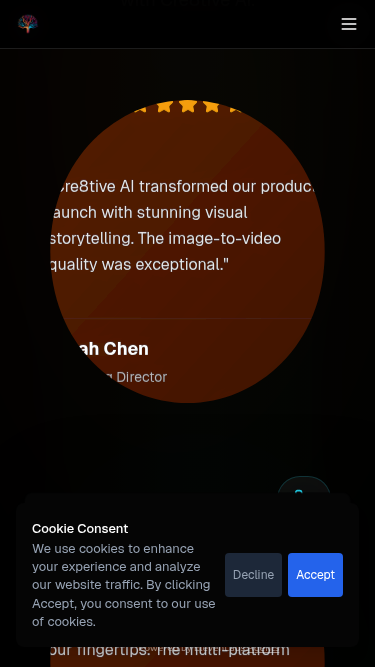 Cre8tive AI transformed our product
launch with stunning visual
storytelling. The image-to-video
quality was exceptional."
ah Chen
Director
Cookie Consent
We use cookies to enhance
your experience and analyze
our website traffic. By clicking
Accept, you consent to our use
of cookies.
Decline
Accept
our fingertips. The multi-platform